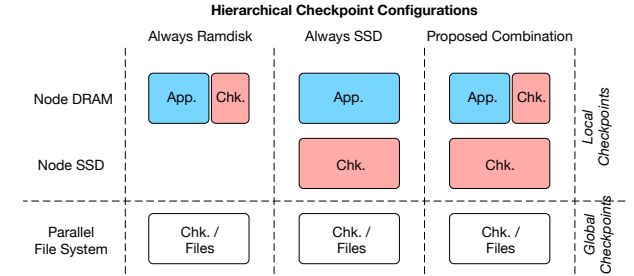 Hierarchical Checkpoint Configurations
Always Ramdisk
Always SSD
Proposed Combination
Node DRAM
App.
Chk.
App.
App.
Chk.
Local
Checkpoints
Node SSD
Chk.
Chk.
Parallel
File System
Chk. /
Files
Chk. /
Files
Chk. /
Files
Global
Checkpoints